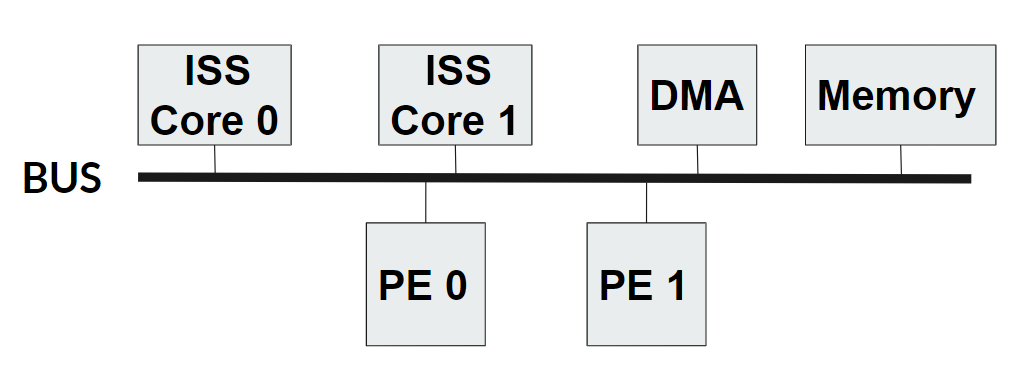 ISS
Core 0
ISS
Core 1
DMA
Memory
BUS
PE 0
PE 1